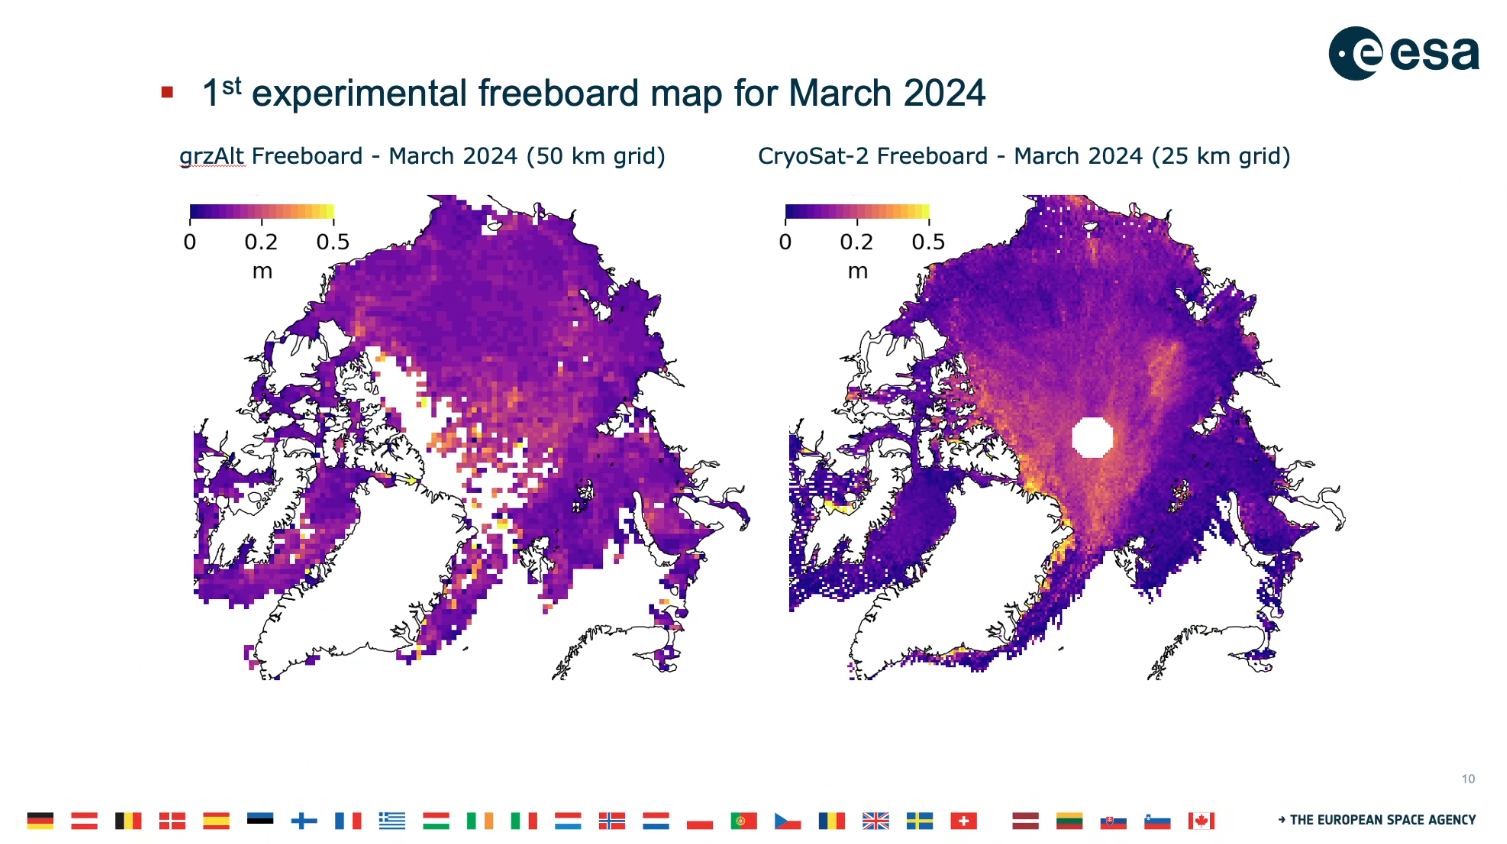 esa
1st experimental freeboard map for March 2024
grzAlt Freeboard - March 2024 (50 km grid)
CryoSat-2 Freeboard - March 2024 (25 km grid)
0 0.2 0.5
m
0 0.2 0.5
m
10
→ THE EUROPEAN SPACE AGENCY